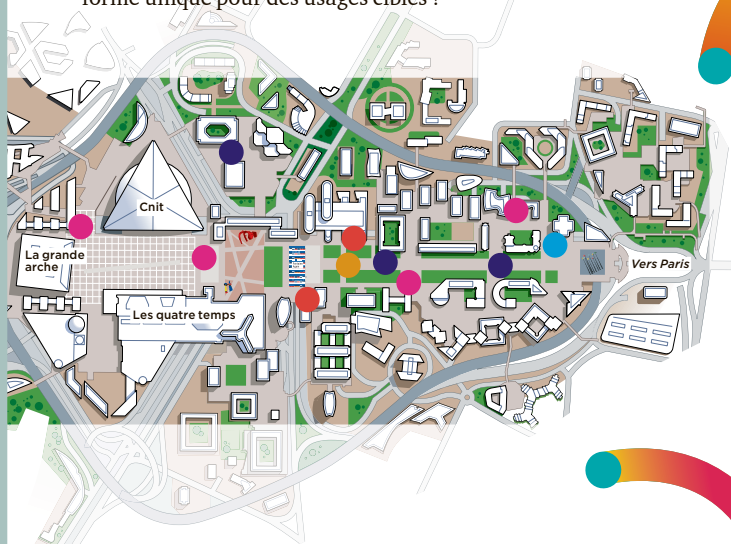 forme unique pour des usages ciblés ?
Cnit
La grande
arche
Vers Paris
Les quatre temps